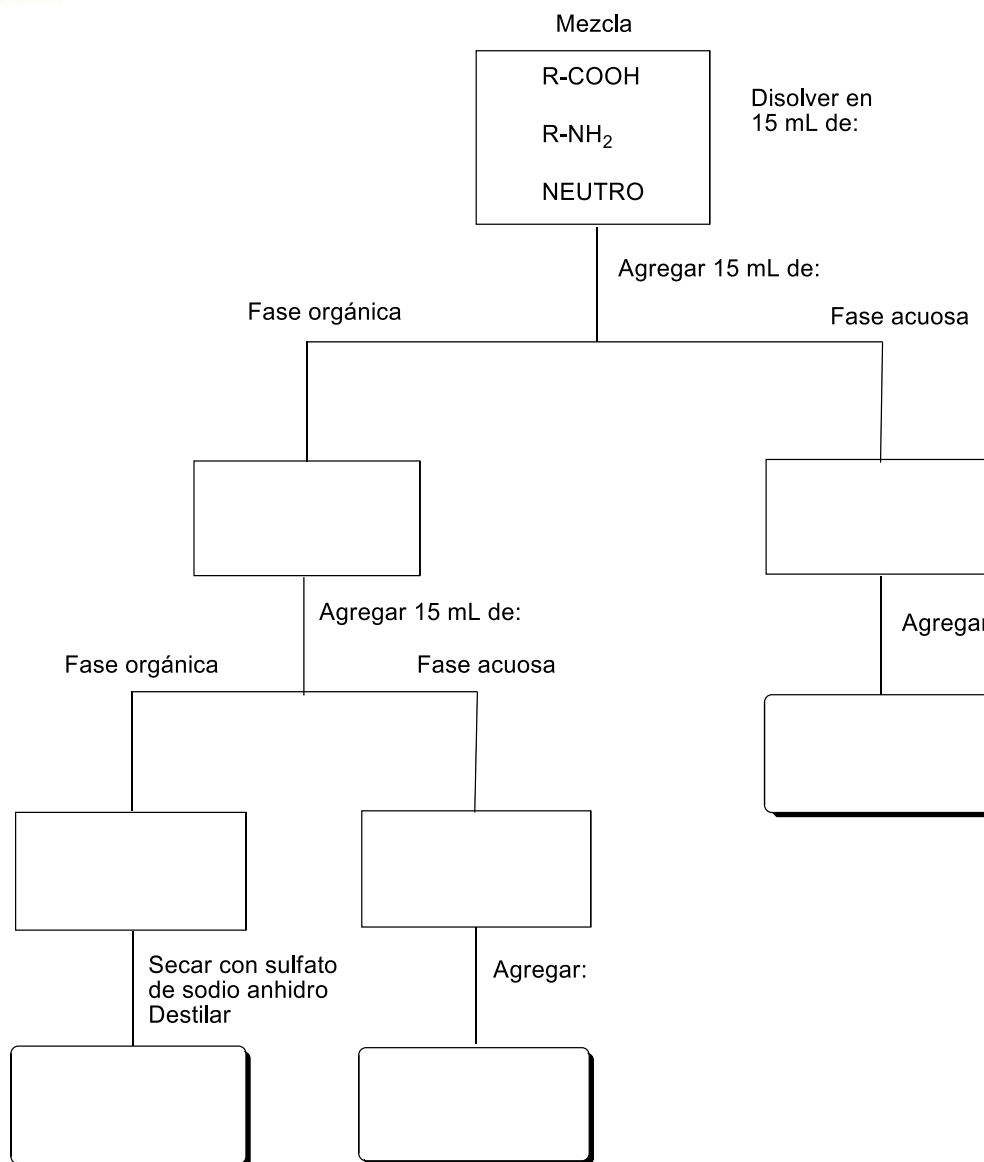 Mezcla
R-COOH
R-NH₂
NEUTRO
Disolver en
15 mL de:
Agregar 15 mL de:
Fase orgánica
Fase acuosa
Agregar 15 mL de:
Agregar
Fase orgánica
Fase acuosa
Secar con sulfato
de sodio anhidro
Destilar
Agregar: